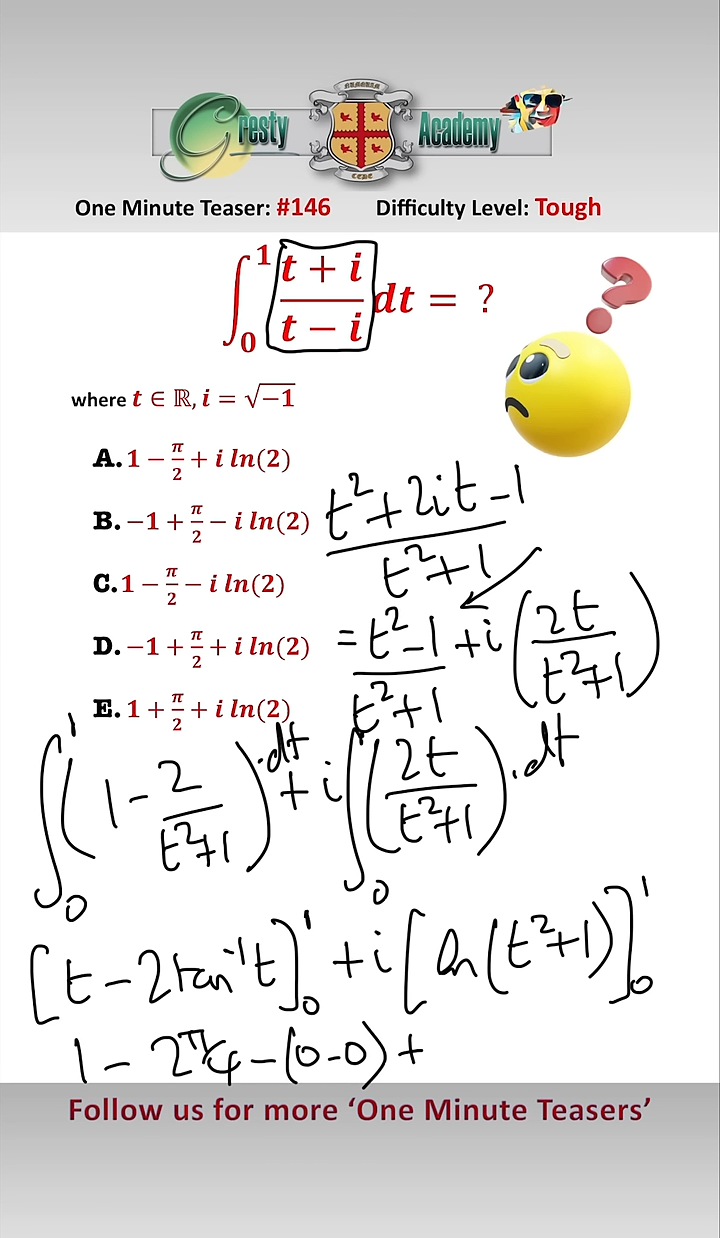 NUMQUAM
Gresty Academy
CEDE
One Minute Teaser: #146 Difficulty Level: Tough
∫₀¹ (t + i)/(t − i) dt = ?
where t ∈ ℝ, i = √−1
A. 1 − π/2 + i ln(2)
B. −1 + π/2 − i ln(2)
C. 1 − π/2 − i ln(2)
D. −1 + π/2 + i ln(2)
E. 1 + π/2 + i ln(2)
(t²+2it−1)/(t²+1)
= (t²−1)/(t²+1) + i(2t/(t²+1))
∫₀¹(1 − 2/(t²+1)).dt + i∫₀¹(2t/(t²+1)).dt
[t − 2tan⁻¹t]₀¹ + i[ln(t²+1)]₀¹
1 − 2π/4 − (0−0) +
Follow us for more ‘One Minute Teasers’